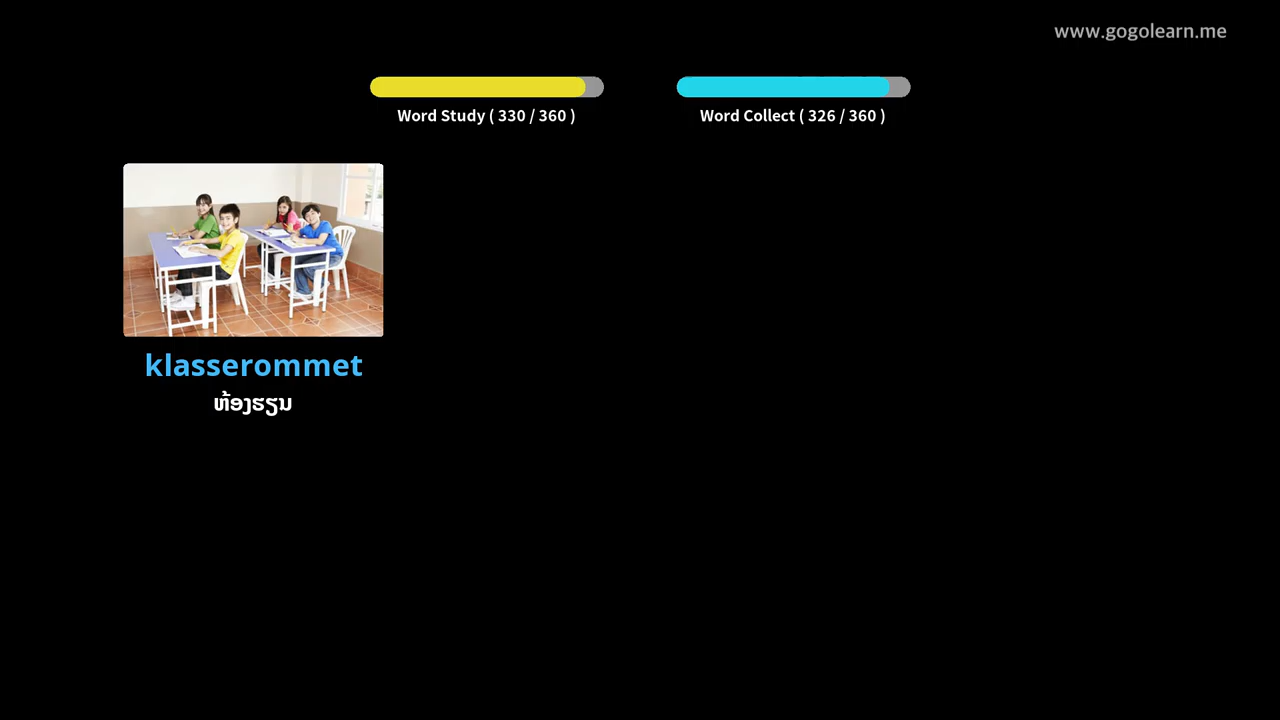 www.gogolearn.me
Word Study ( 330 / 360 )
Word Collect ( 326 / 360 )
klasserommet
ຫ້ອງຮຽນ